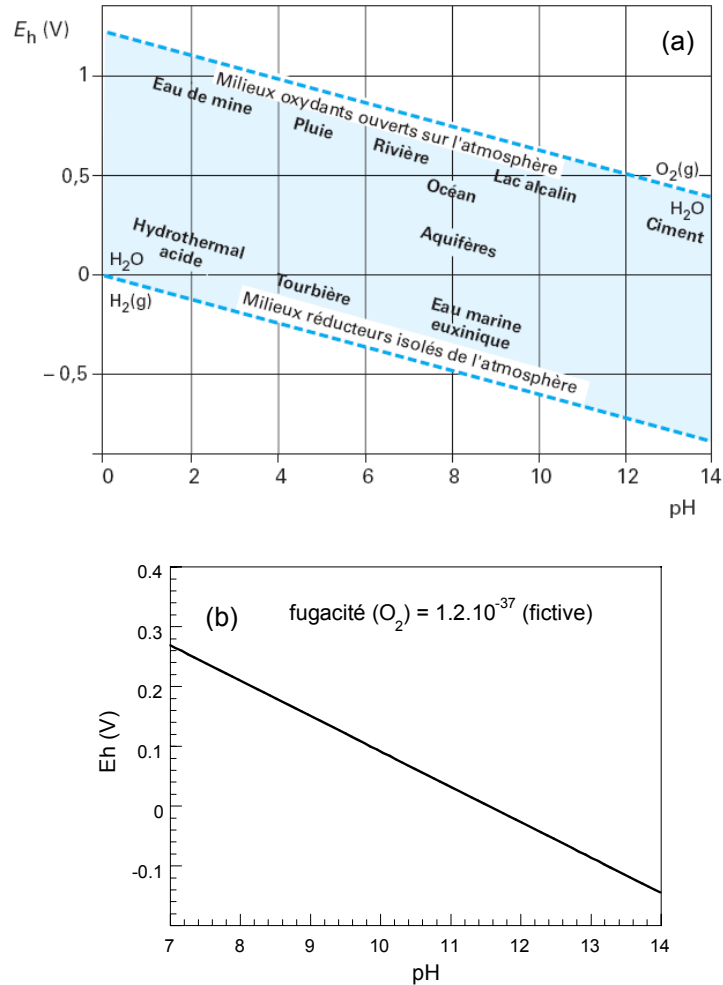 E_h (V)
(a)
1
0,5
0
– 0,5
Milieux oxydants ouverts sur l'atmosphère
Eau de mine
Pluie
Rivière
Océan
Lac alcalin
O₂(g)
H₂O
Ciment
Aquifères
Hydrothermal
acide
H₂O
H₂(g)
Tourbière
Eau marine
euxinique
Milieux réducteurs isolés de l'atmosphère
0 2 4 6 8 10 12 14
pH
0.4
0.3
0.2
0.1
0
-0.1
Eh (V)
(b) fugacité (O₂) = 1.2.10⁻³⁷ (fictive)
7 8 9 10 11 12 13 14
pH